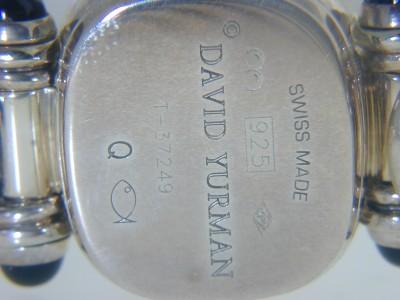 SWISS MADE
925
© DAVID YURMAN
T-37249
Q